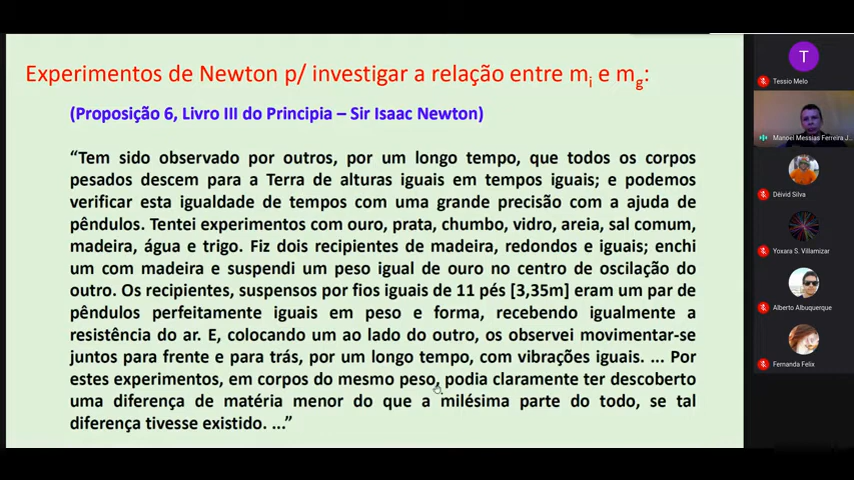 Experimentos de Newton p/ investigar a relação entre mi e mg:
(Proposição 6, Livro III do Principia – Sir Isaac Newton)
“Tem sido observado por outros, por um longo tempo, que todos os corpos
pesados descem para a Terra de alturas iguais em tempos iguais; e podemos
verificar esta igualdade de tempos com uma grande precisão com a ajuda de
pêndulos. Tentei experimentos com ouro, prata, chumbo, vidro, areia, sal comum,
madeira, água e trigo. Fiz dois recipientes de madeira, redondos e iguais; enchi
um com madeira e suspendi um peso igual de ouro no centro de oscilação do
outro. Os recipientes, suspensos por fios iguais de 11 pés [3,35m] eram um par de
pêndulos perfeitamente iguais em peso e forma, recebendo igualmente a
resistência do ar. E, colocando um ao lado do outro, os observei movimentar-se
juntos para frente e para trás, por um longo tempo, com vibrações iguais. ... Por
estes experimentos, em corpos do mesmo peso, podia claramente ter descoberto
uma diferença de matéria menor do que a milésima parte do todo, se tal
diferença tivesse existido. ...”
T
Tessio Melo
Manoel Messias Ferreira J...
Déivid Silva
Yoxara S. Villamizar
Alberto Albuquerque
Fernanda Felix